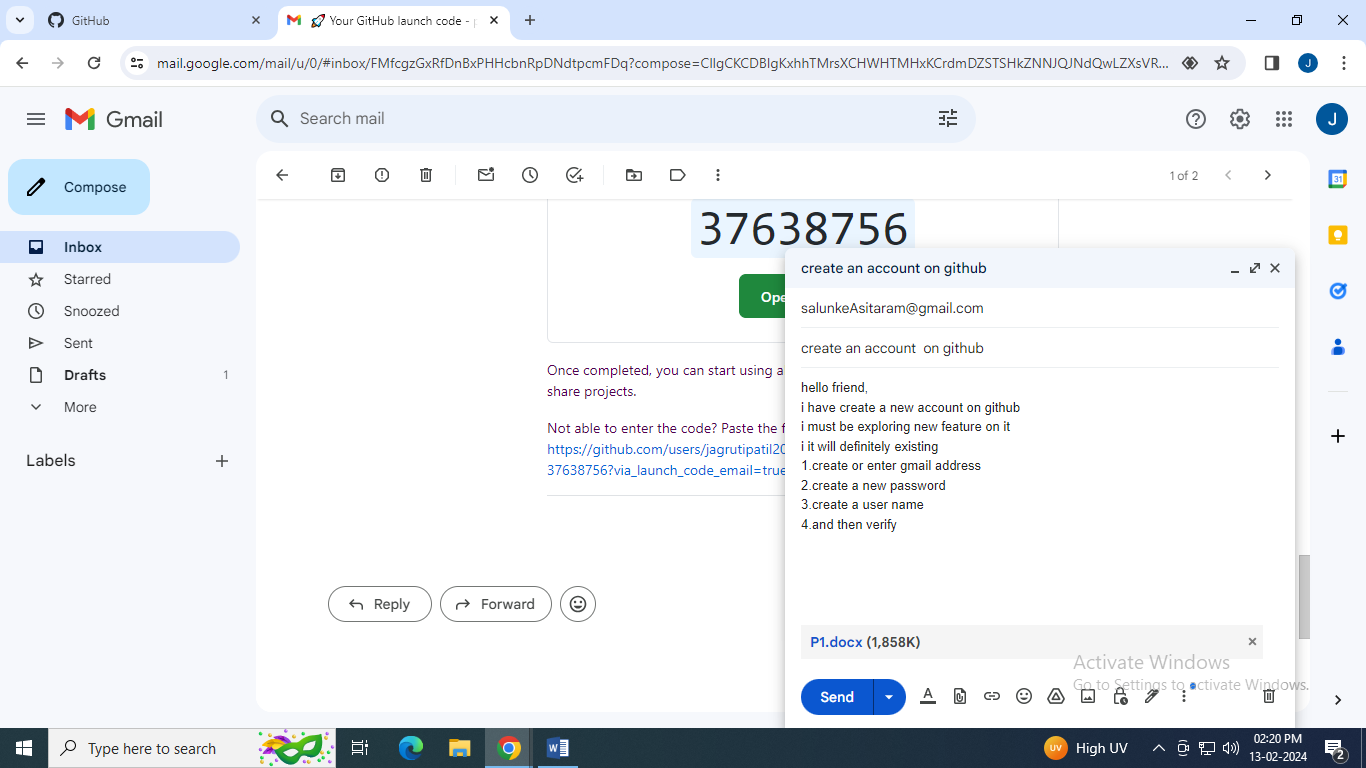 GitHub
Your GitHub launch code -
mail.google.com/mail/u/0/#inbox/FMfcgzGxRfDnBxPHHcbnRpDNdtpcmFDq?compose=CllgCKCDBlgKxhhTMrsXCHWHTMHxKCrdmDZSTSHkZNNJQJNdQwLZXsVR...
J
Gmail
Search mail
J
Compose
1 of 2
31
Inbox
Starred
Snoozed
Sent
Drafts 1
More
Labels
37638756
Ope
Once completed, you can start using a
share projects.
Not able to enter the code? Paste the f
https://github.com/users/jagrutipatil20
37638756?via_launch_code_email=true
Reply
Forward
create an account on github
salunkeAsitaram@gmail.com
create an account  on github
hello friend,
i have create a new account on github
i must be exploring new feature on it
i it will definitely existing
1.create or enter gmail address
2.create a new password
3.create a user name
4.and then verify
P1.docx (1,858K)
Activate Windows
Go to Settings to activate Windows.
Send
Type here to search
UV
High UV
02:20 PM
13-02-2024
2